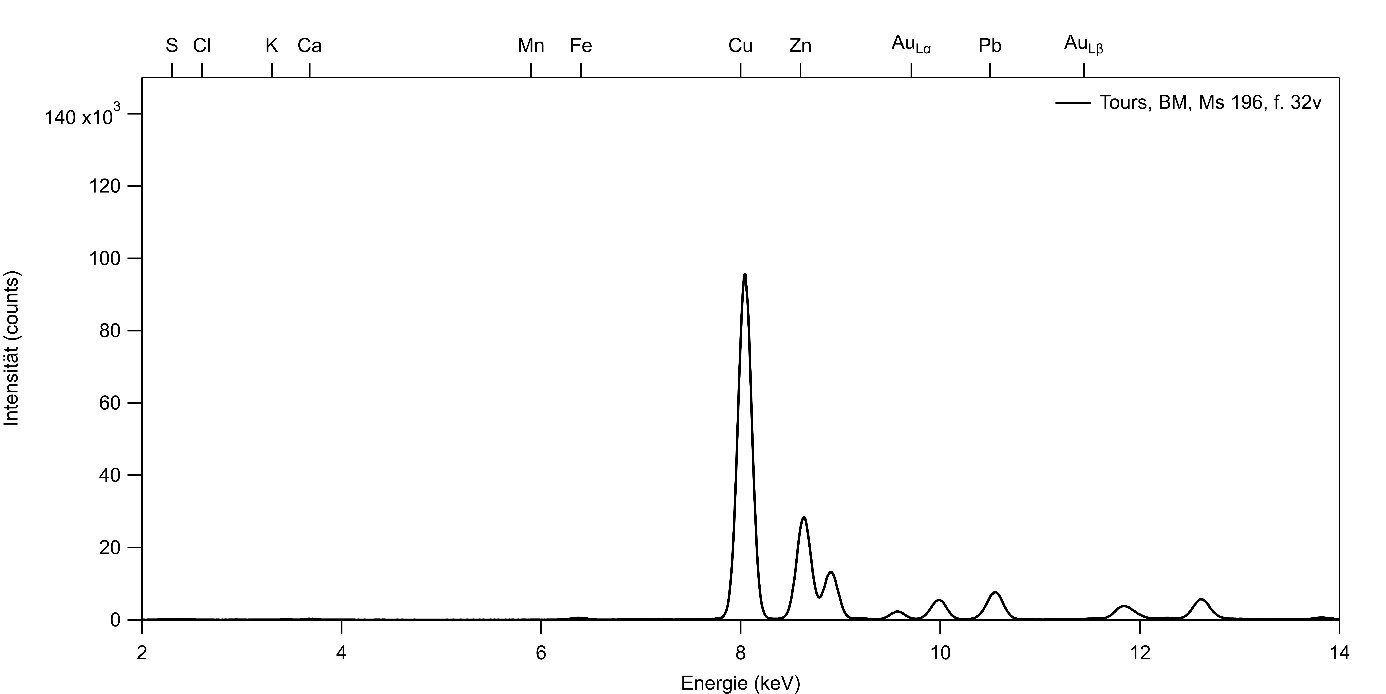 S Cl K Ca Mn Fe Cu Zn AuLα Pb AuLβ
Tours, BM, Ms 196, f. 32v
140 x10³
120
100
80
60
40
20
0
Intensität (counts)
2 4 6 8 10 12 14
Energie (keV)